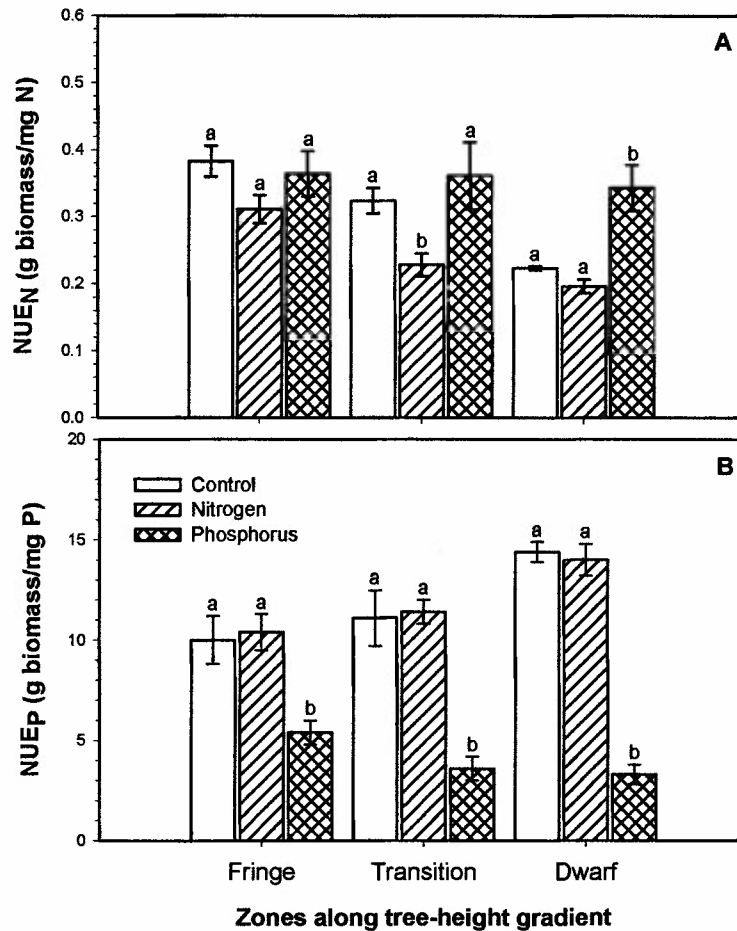 A
0.6
0.5
0.4
0.3
0.2
0.1
0.0
NUEN (g biomass/mg N)
a
a
a
a
b
a
a
a
b
B
20
15
10
5
0
NUEP (g biomass/mg P)
Control
Nitrogen
Phosphorus
a
a
b
a
a
b
a
a
b
Fringe Transition Dwarf
Zones along tree-height gradient